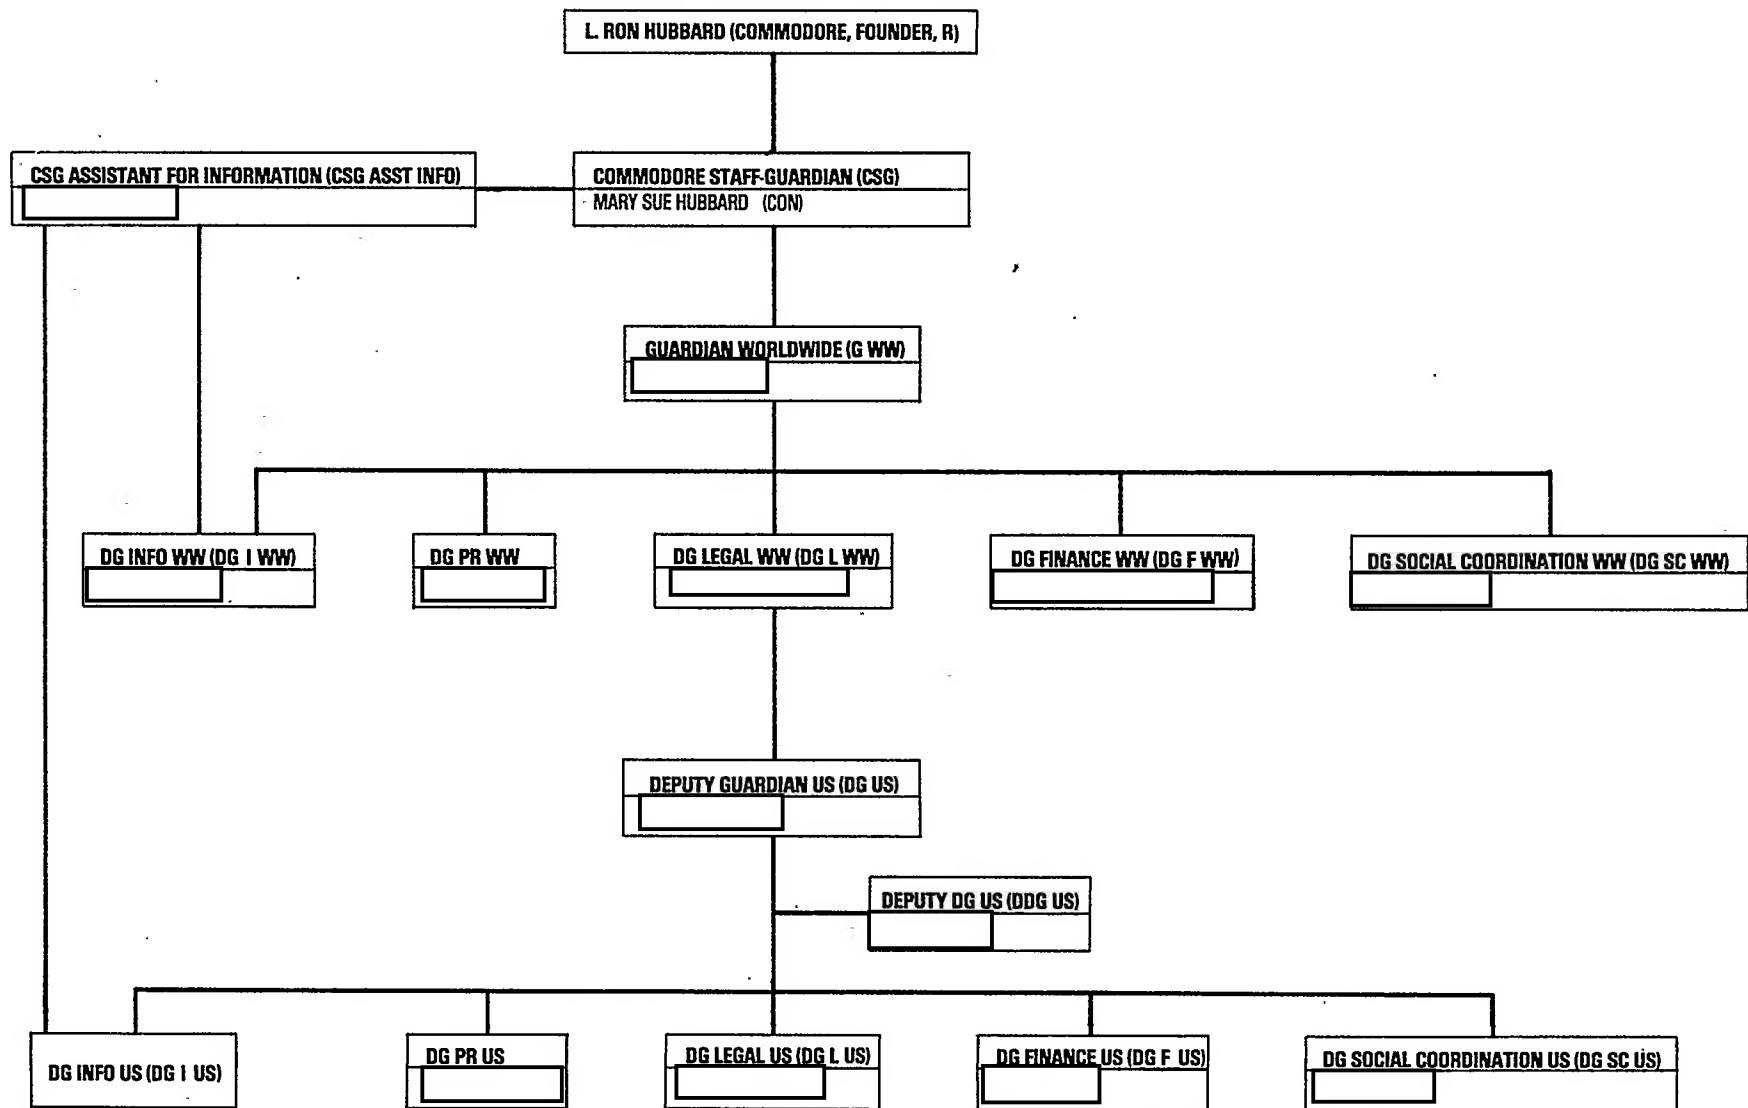 L. RON HUBBARD (COMMODORE, FOUNDER, R)
CSG ASSISTANT FOR INFORMATION (CSG ASST INFO)
COMMODORE STAFF-GUARDIAN (CSG)
MARY SUE HUBBARD (CON)
GUARDIAN WORLDWIDE (G WW)
DG INFO WW (DG I WW)
DG PR WW
DG LEGAL WW (DG L WW)
DG FINANCE WW (DG F WW)
DG SOCIAL COORDINATION WW (DG SC WW)
DEPUTY GUARDIAN US (DG US)
DEPUTY DG US (DDG US)
DG INFO US (DG I US)
DG PR US
DG LEGAL US (DG L US)
DG FINANCE US (DG F US)
DG SOCIAL COORDINATION US (DG SC US)